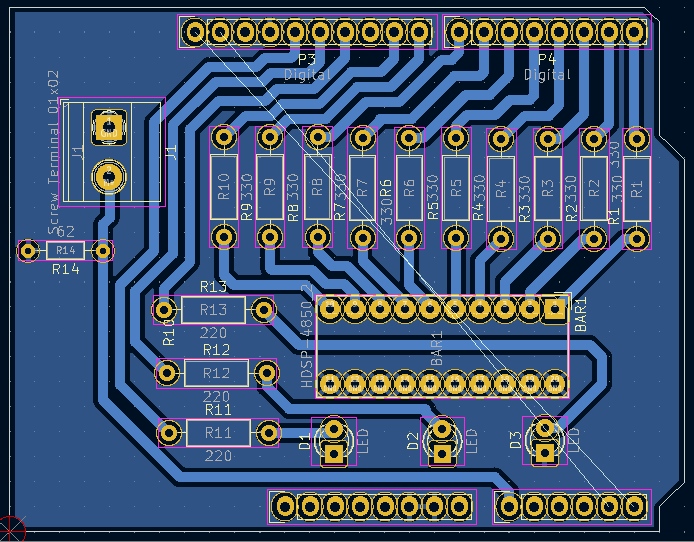 P3
Digital
P4
Digital
Screw_Terminal_01x02
J1
J1
R10
R9
330
R9
R8
330
R8
R7
330
R7
R6
330
R6
R5
330
R5
R4
330
R4
R3
330
R3
R2
330
R2
R1
330
R1
330
62
R14
R14
R13
R13
220
R10
HDSP-4850_2
BAR1
BAR1
R12
R12
220
R11
R11
220
D1
LED
D2
LED
D3
LED